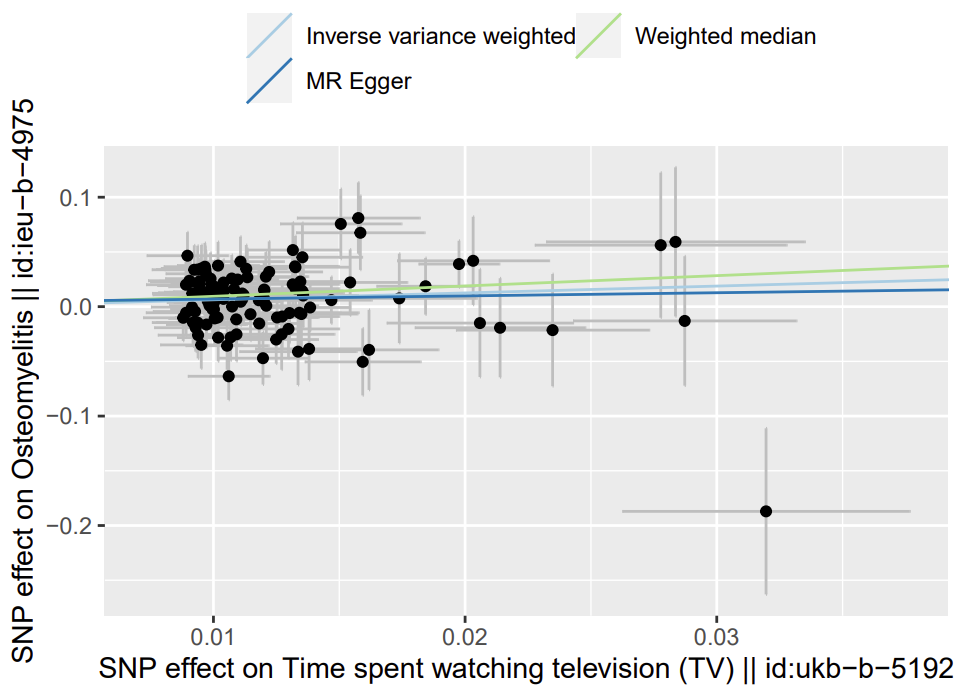 Inverse variance weighted Weighted median
MR Egger
SNP effect on Osteomyelitis || id:ieu−b−4975
0.1
0.0
−0.1
−0.2
0.01 0.02 0.03
SNP effect on Time spent watching television (TV) || id:ukb−b−5192